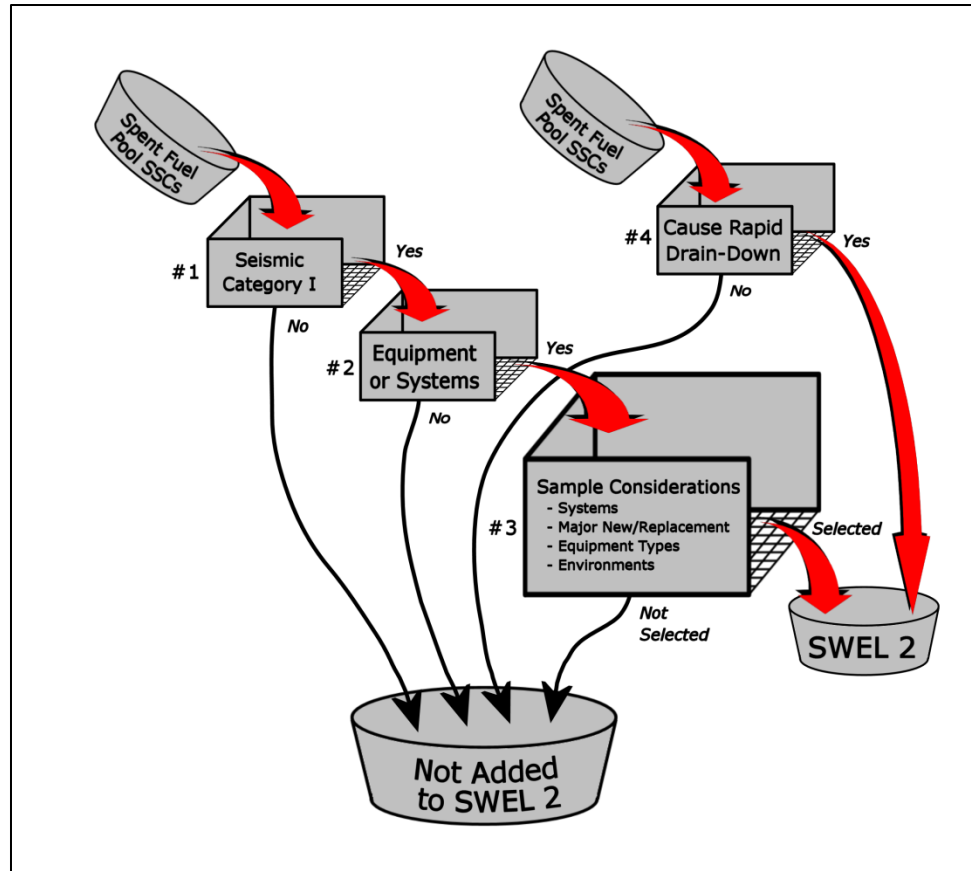 Spent Fuel
Pool SSCs
#1
Seismic
Category I
Yes
No
#2
Equipment
or Systems
Yes
No
Spent Fuel
Pool SSCs
#4
Cause Rapid
Drain-Down
Yes
No
#3
Sample Considerations
- Systems
- Major New/Replacement
- Equipment Types
- Environments
Selected
Not
Selected
SWEL 2
Not Added
to SWEL 2